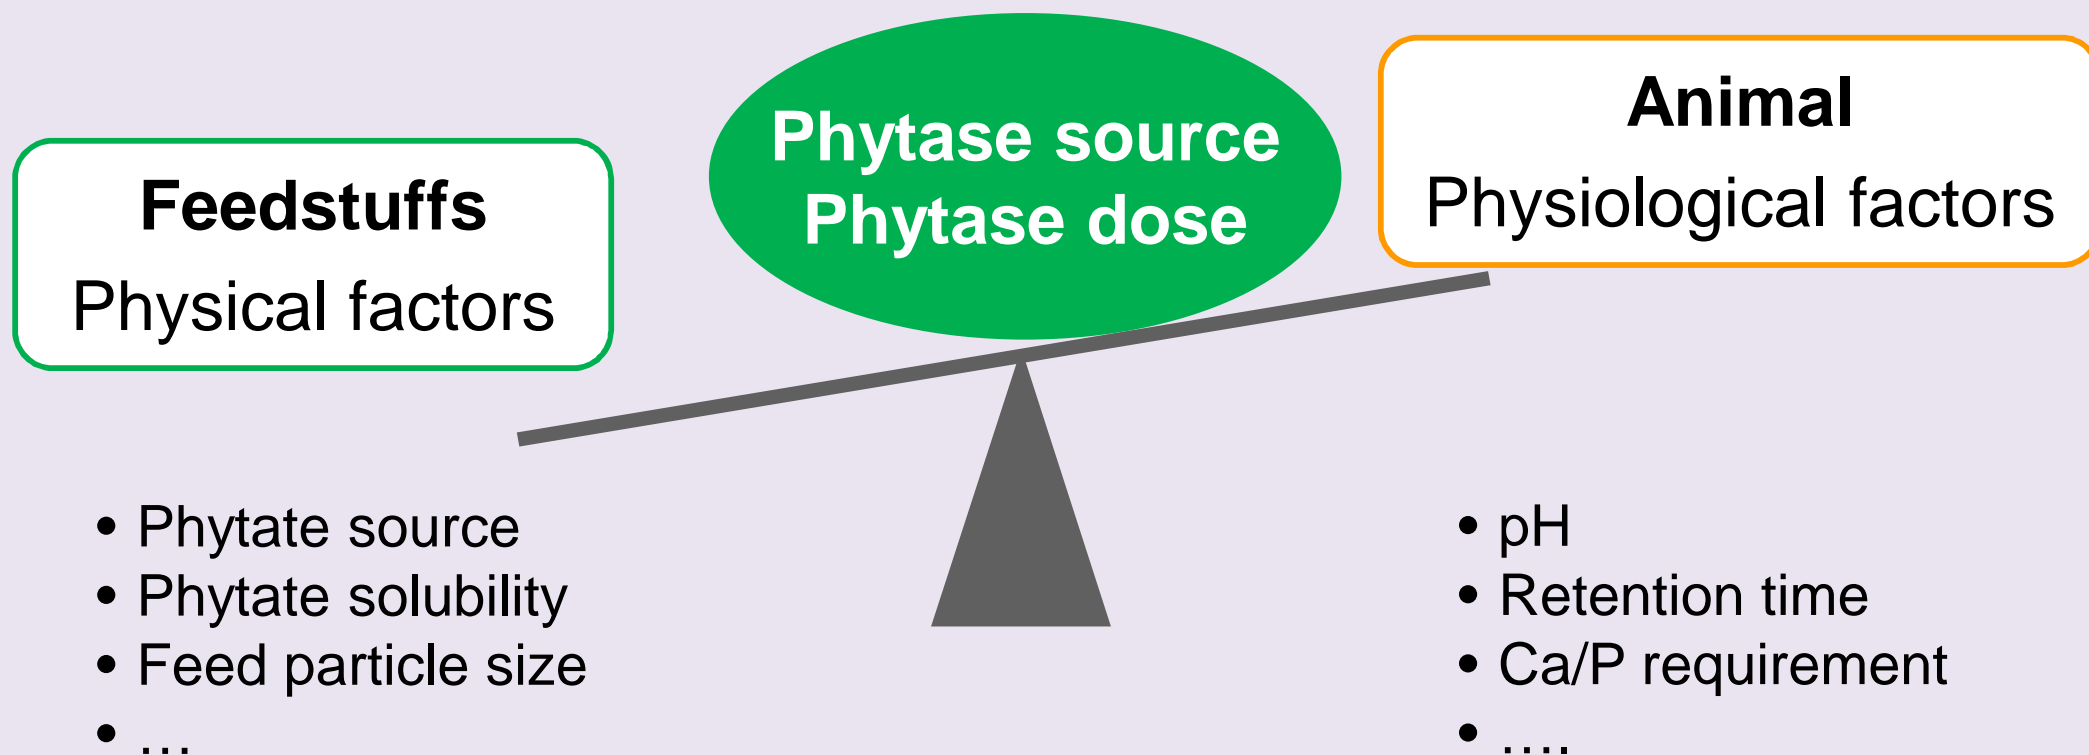 Phytase source
Phytase dose
Feedstuffs
Physical factors
Animal
Physiological factors
• Phytate source
• Phytate solubility
• Feed particle size
• …
• pH
• Retention time
• Ca/P requirement
• ….